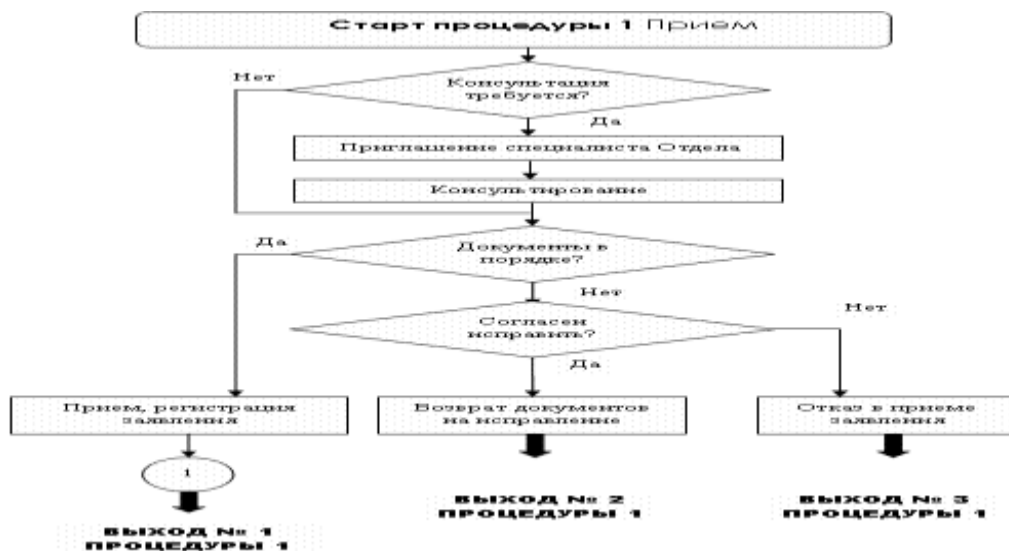 Старт процедуры 1 Прием
Нет
Консультация
требуется?
Да
Приглашение специалиста Отдела
Консультирование
Да
Документы в
порядке?
Нет
Нет
Согласен
исправить?
Да
Прием, регистрация
заявления
Возврат документов
на исправление
Отказ в приеме
заявления
1
ВЫХОД № 1
ПРОЦЕДУРЫ 1
ВЫХОД № 2
ПРОЦЕДУРЫ 1
ВЫХОД № 3
ПРОЦЕДУРЫ 1